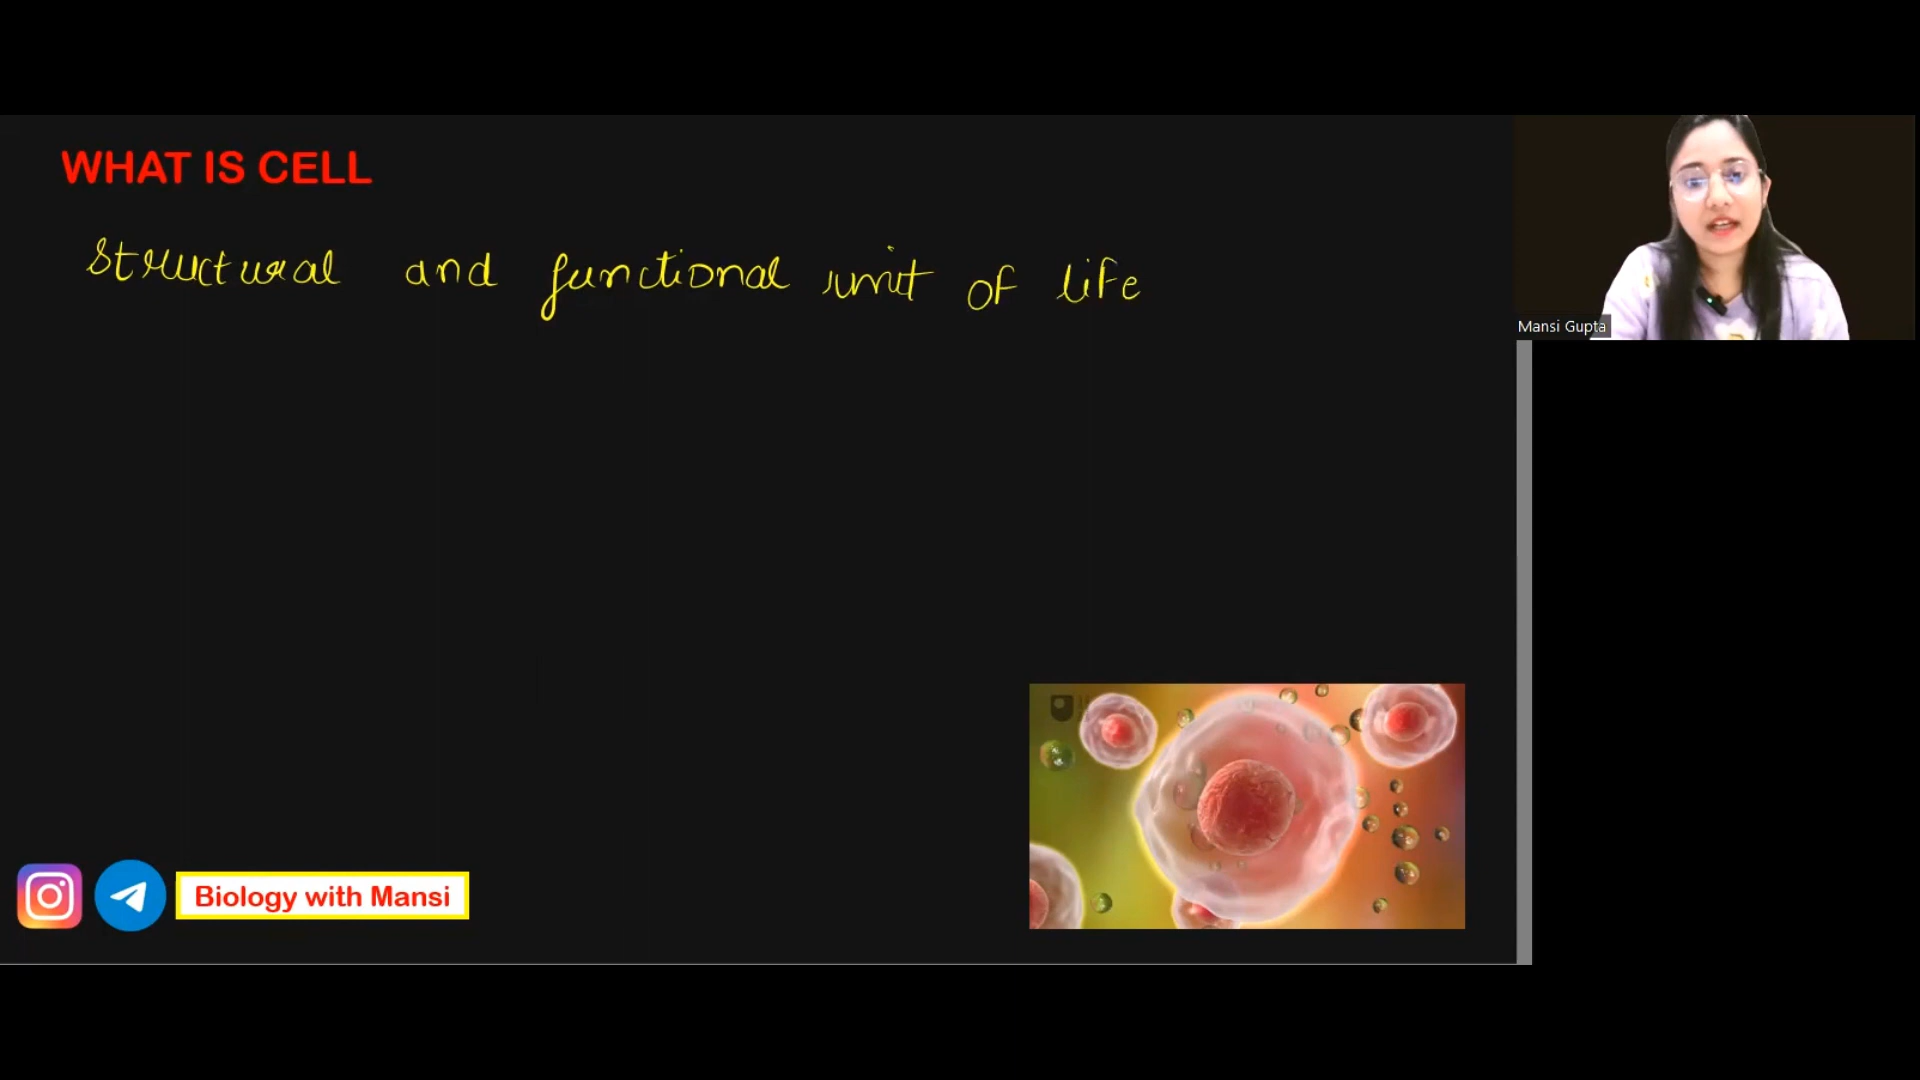 WHAT IS CELL
Structural and functional unit of life
Mansi Gupta
Biology with Mansi